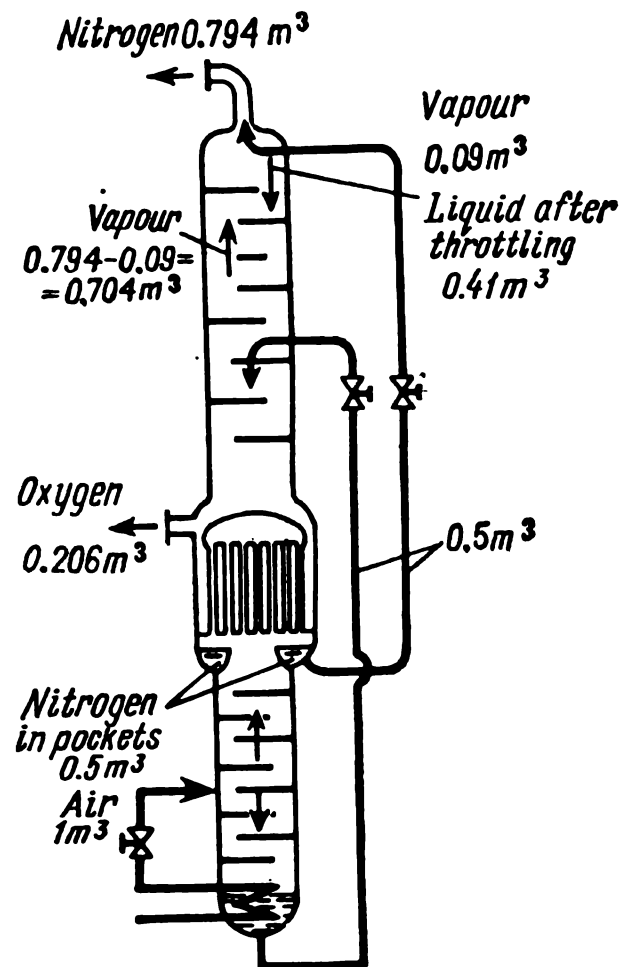 Nitrogen 0.794 m³
Vapour
0.09 m³
Liquid after
throttling
0.41 m³
Vapour
0.794-0.09=
=0.704 m³
Oxygen
0.206 m³
0.5 m³
Nitrogen
in pockets
0.5 m³
Air
1 m³